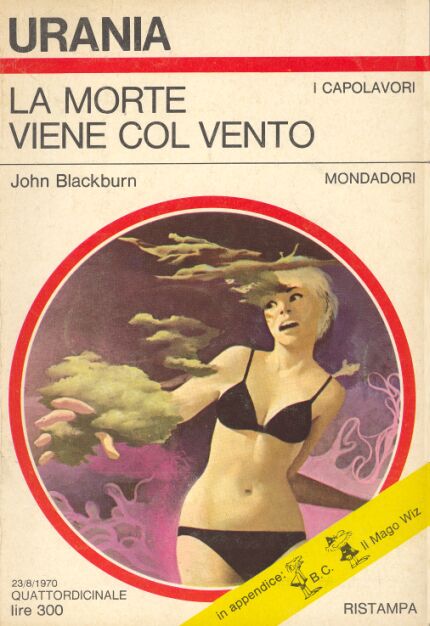 URANIA
I CAPOLAVORI
LA MORTE
VIENE COL VENTO
John Blackburn
MONDADORI
in appendice:
B.C.
Il Mago Wiz
23/8/1970
QUATTORDICINALE
lire 300
RISTAMPA